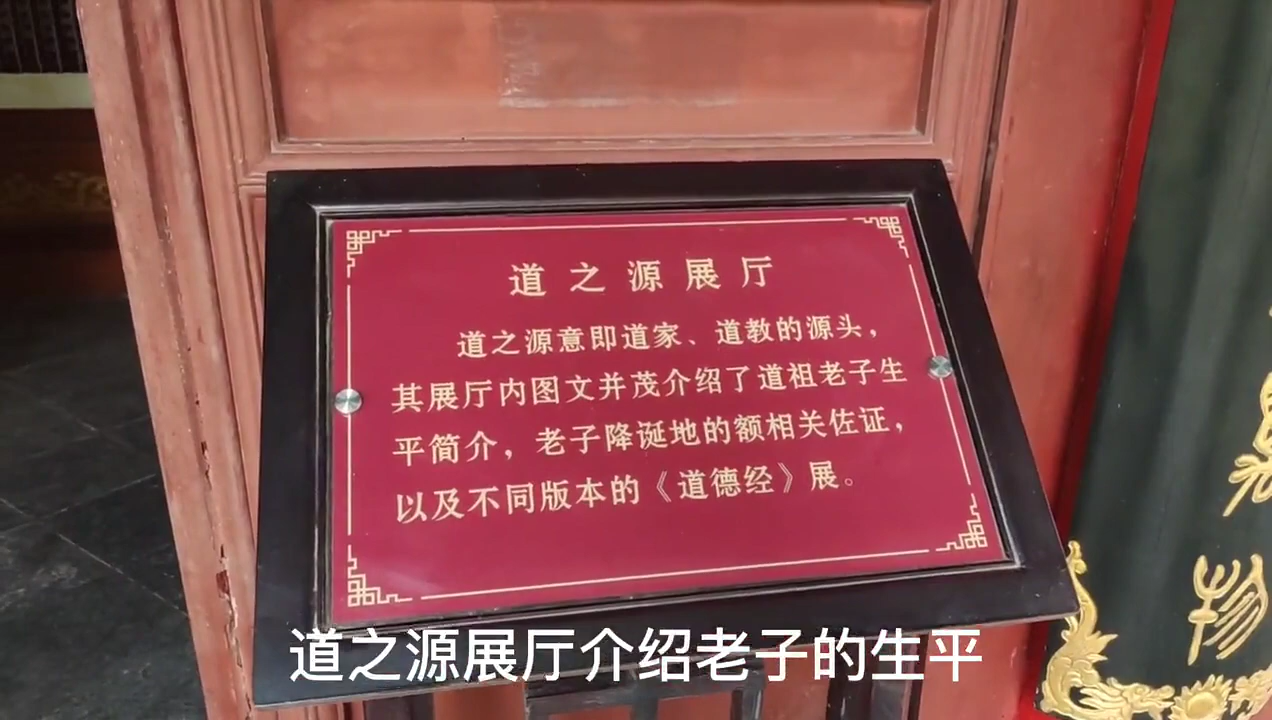 道之源展厅
道之源意即道家、道教的源头，
其展厅内图文并茂介绍了道祖老子生
平简介，老子降诞地的额相关佐证，
以及不同版本的《道德经》展。
物
道之源展厅介绍老子的生平